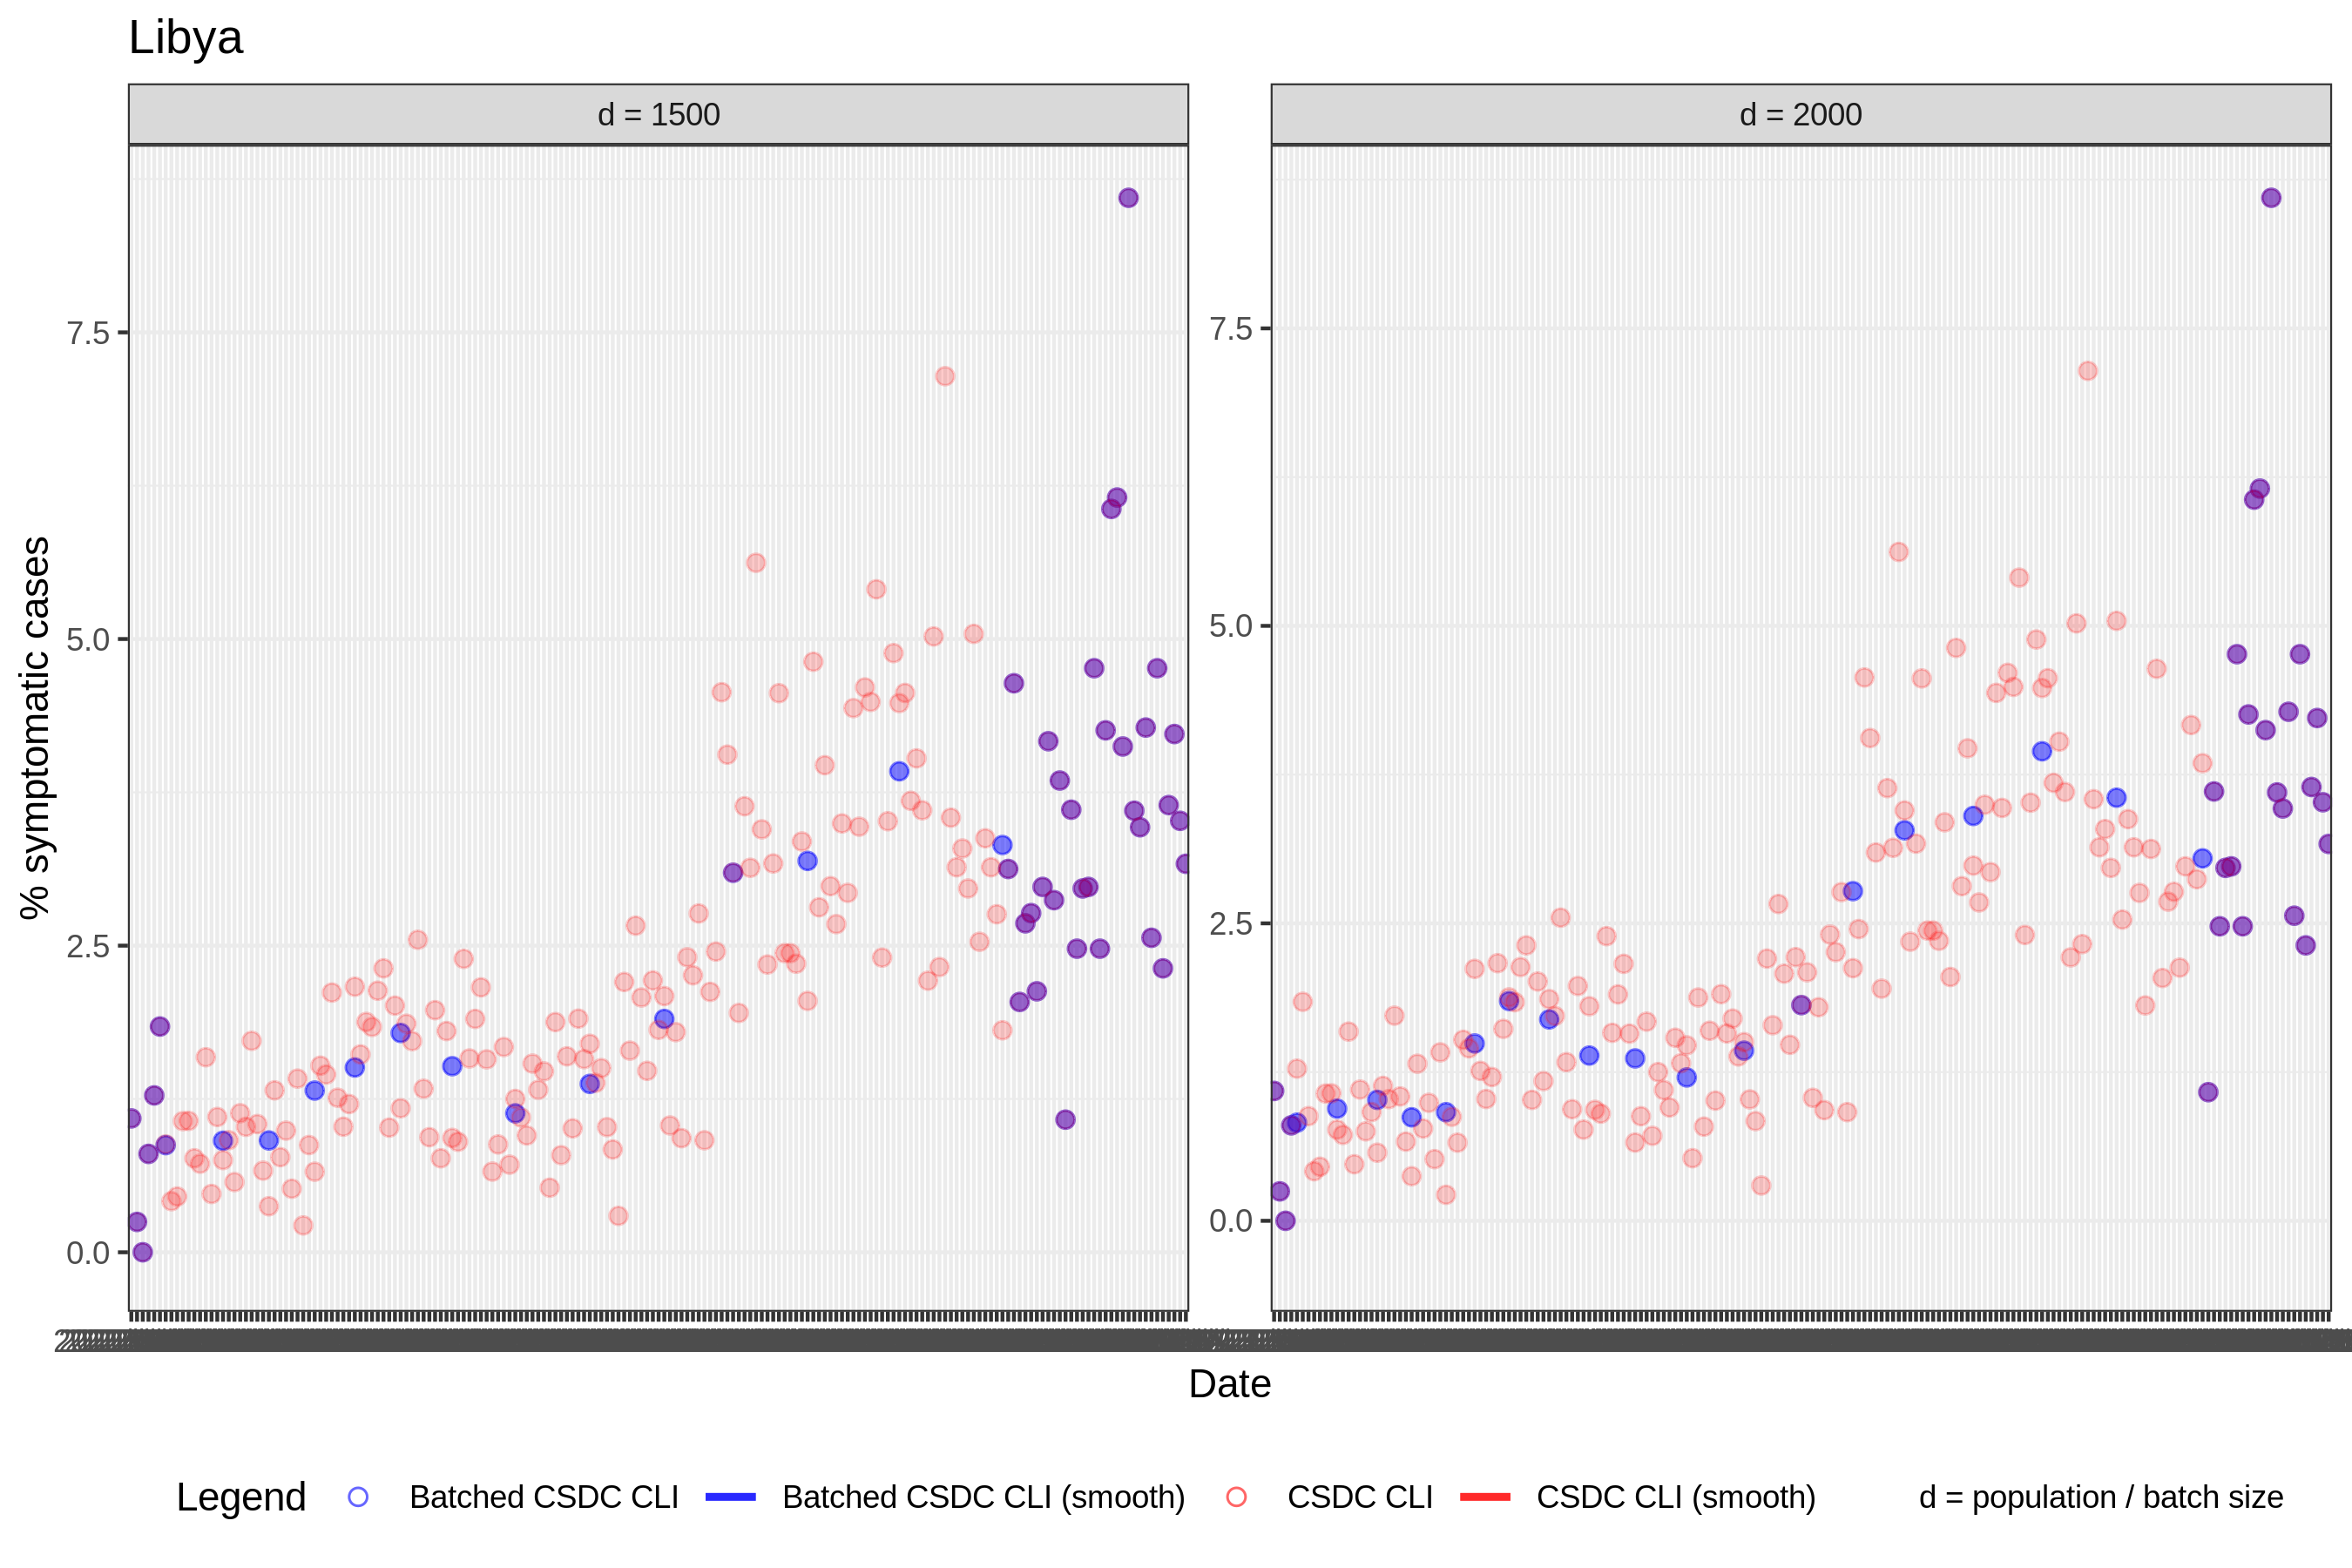 Libya
d = 1500
d = 2000
% symptomatic cases
7.5
5.0
2.5
0.0
7.5
5.0
2.5
0.0
Date
Legend
Batched CSDC CLI
Batched CSDC CLI (smooth)
CSDC CLI
CSDC CLI (smooth)
d = population / batch size